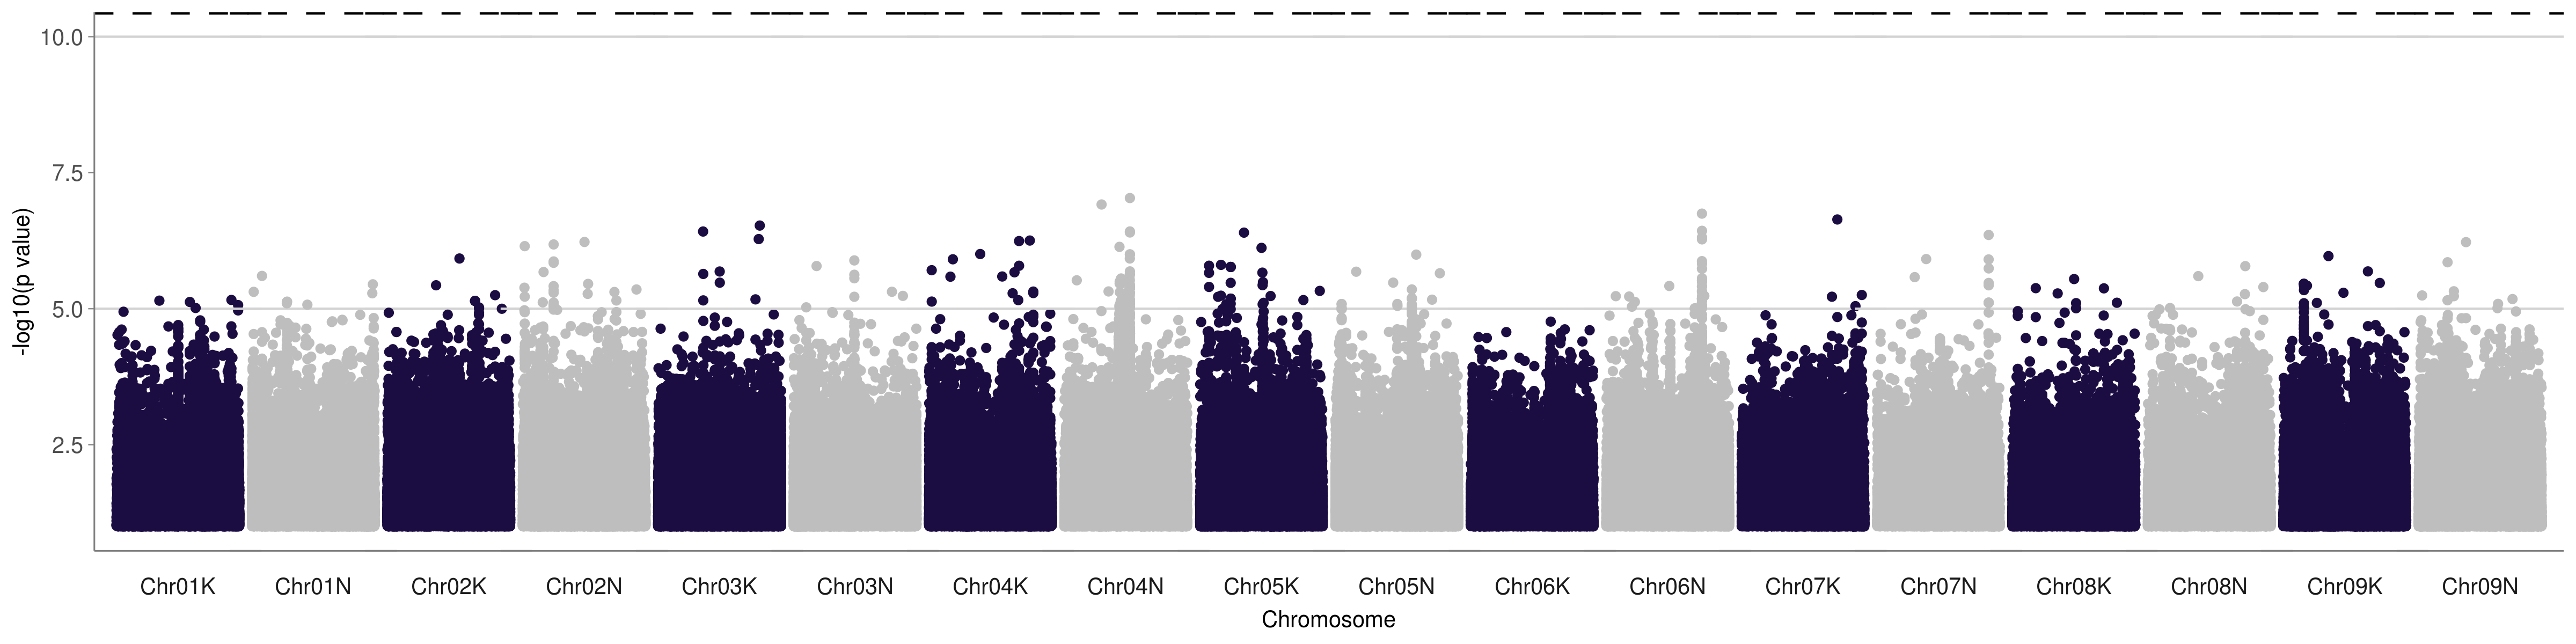 10.0
7.5
5.0
2.5
-log10(p value)
Chr01K Chr01N Chr02K Chr02N Chr03K Chr03N Chr04K Chr04N Chr05K Chr05N Chr06K Chr06N Chr07K Chr07N Chr08K Chr08N Chr09K Chr09N
Chromosome